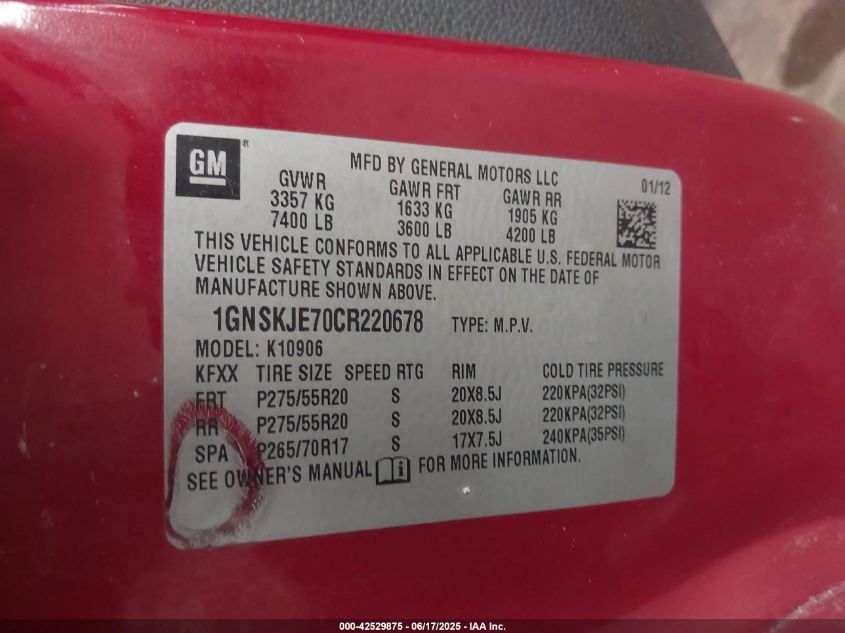 GM ®
MFD BY GENERAL MOTORS LLC 01/12
GVWR GAWR FRT GAWR RR
3357 KG 1633 KG 1905 KG
7400 LB 3600 LB 4200 LB
THIS VEHICLE CONFORMS TO ALL APPLICABLE U.S. FEDERAL MOTOR
VEHICLE SAFETY STANDARDS IN EFFECT ON THE DATE OF
MANUFACTURE SHOWN ABOVE.
1GNSKJE70CR220678 TYPE: M.P.V.
MODEL: K10906
KFXX TIRE SIZE SPEED RTG RIM COLD TIRE PRESSURE
FRT P275/55R20 S 20X8.5J 220KPA(32PSI)
RR P275/55R20 S 20X8.5J 220KPA(32PSI)
SPA P265/70R17 S 17X7.5J 240KPA(35PSI)
SEE OWNER'S MANUAL i FOR MORE INFORMATION.
000-42529875 - 06/17/2025 - IAA Inc.